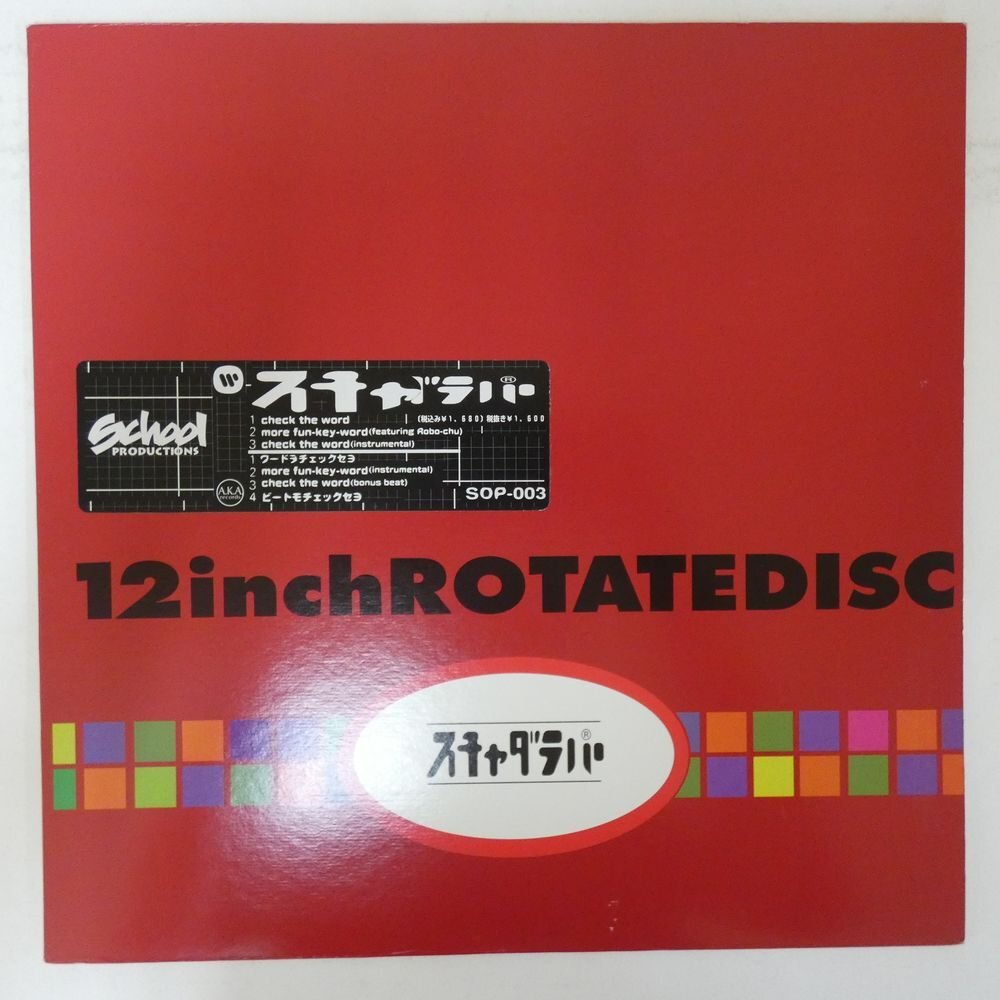 スチャダラパー®
School
PRODUCTIONS
1 check the word (税込み¥1,680) 税抜き¥1,600
2 more fun-key-word (featuring Robo-chu)
3 check the word (instrumental)
1 ワードラチェックセヨ
2 more fun-key-word (instrumental)
3 check the word (bonus beat)
4 ビートモチェックセヨ
A.K.A
records
SOP-003
12inchROTATEDISC
スチャダラパー®